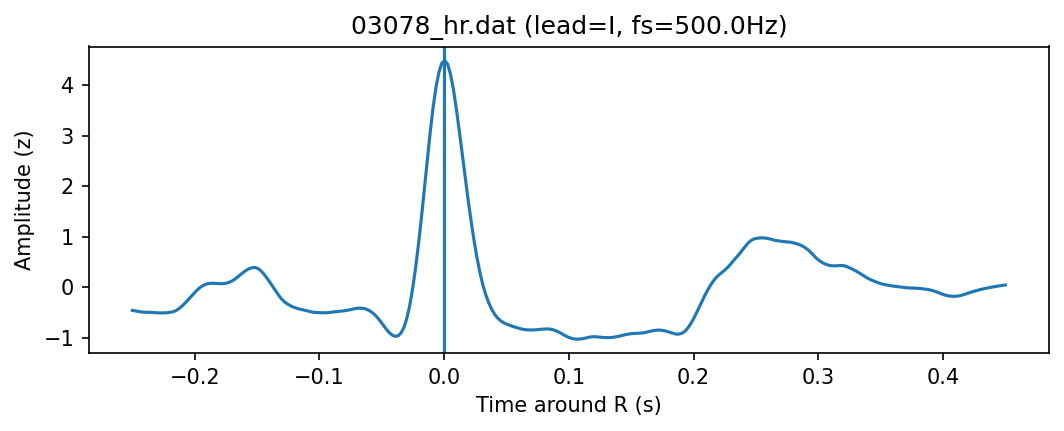 03078_hr.dat (lead=I, fs=500.0Hz)
Amplitude (z)
4
3
2
1
0
−1
−0.2 −0.1 0.0 0.1 0.2 0.3 0.4
Time around R (s)